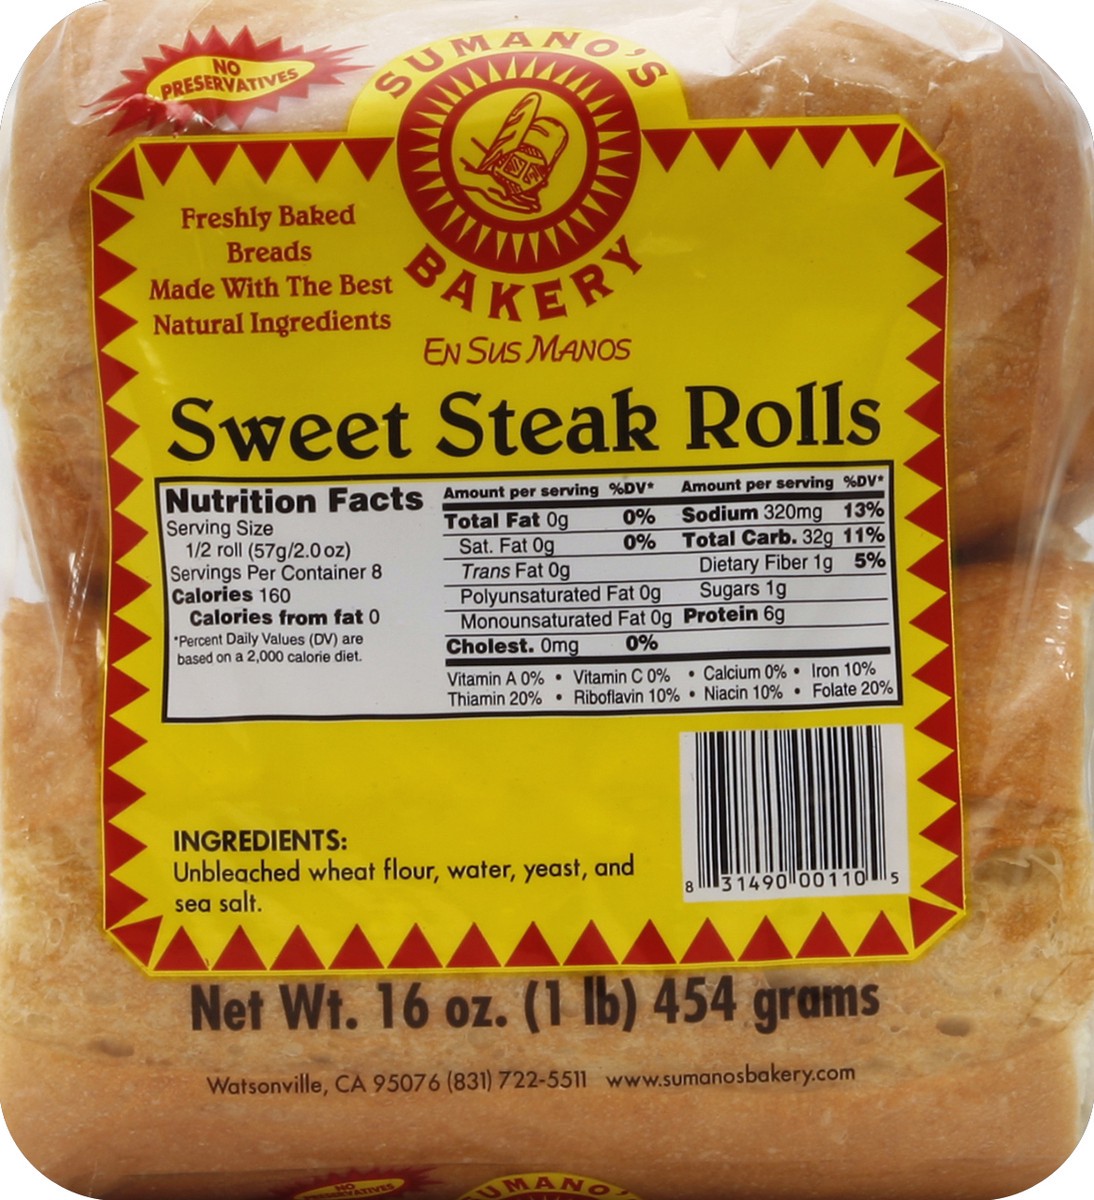 NO
PRESERVATIVES
SUMANO'S
BAKERY
EN SUS MANOS
Freshly Baked
Breads
Made With The Best
Natural Ingredients
Sweet Steak Rolls
Nutrition Facts
Serving Size
1/2 roll (57g/2.0 oz)
Servings Per Container 8
Calories 160
Calories from fat 0
*Percent Daily Values (DV) are
based on a 2,000 calorie diet.
Amount per serving %DV*
Total Fat 0g 0%
Sat. Fat 0g 0%
Trans Fat 0g
Polyunsaturated Fat 0g
Monounsaturated Fat 0g
Cholest. 0mg 0%
Amount per serving %DV*
Sodium 320mg 13%
Total Carb. 32g 11%
Dietary Fiber 1g 5%
Sugars 1g
Protein 6g
Vitamin A 0% • Vitamin C 0% • Calcium 0% • Iron 10%
Thiamin 20% • Riboflavin 10% • Niacin 10% • Folate 20%
INGREDIENTS:
Unbleached wheat flour, water, yeast, and
sea salt.
8 31490 00110 5
Net Wt. 16 oz. (1 lb) 454 grams
Watsonville, CA 95076 (831) 722-5511 www.sumanosbakery.com
NO
PRESERVATIVES
SUMANO'